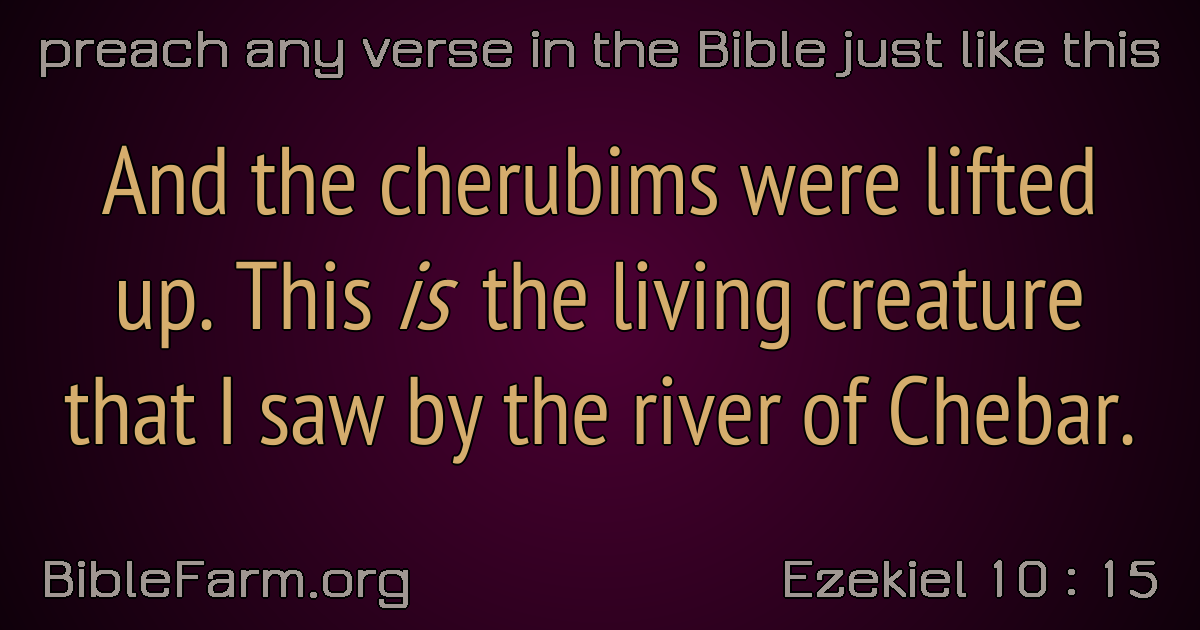 preach any verse in the Bible just like this
And the cherubims were lifted
up. This is the living creature
that I saw by the river of Chebar.
BibleFarm.org
Ezekiel 10 : 15